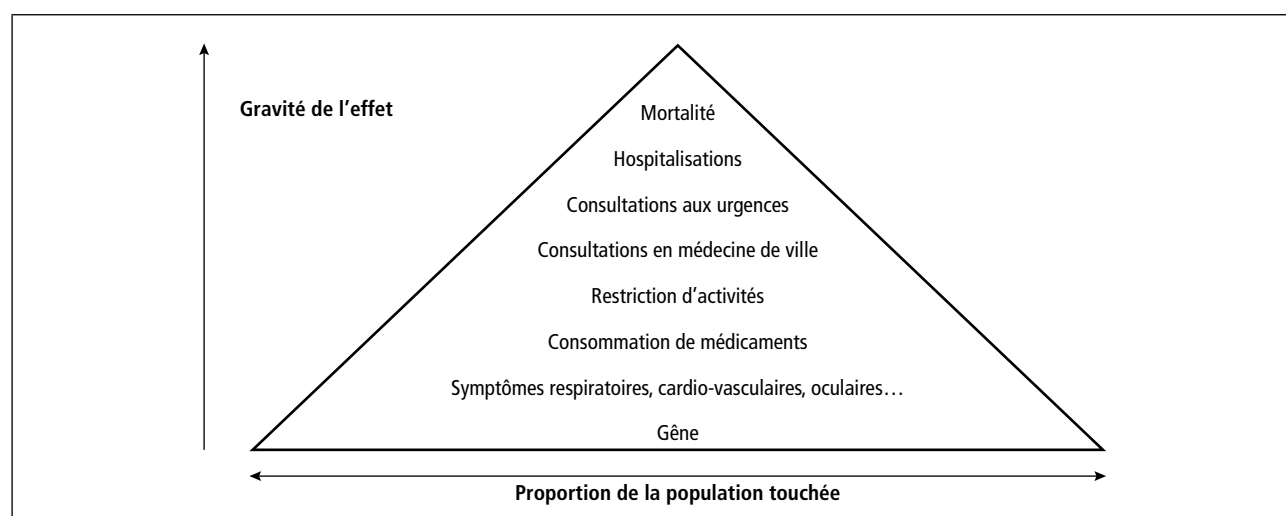 Gravité de l’effet
Mortalité
Hospitalisations
Consultations aux urgences
Consultations en médecine de ville
Restriction d’activités
Consommation de médicaments
Symptômes respiratoires, cardio-vasculaires, oculaires…
Gêne
Proportion de la population touchée